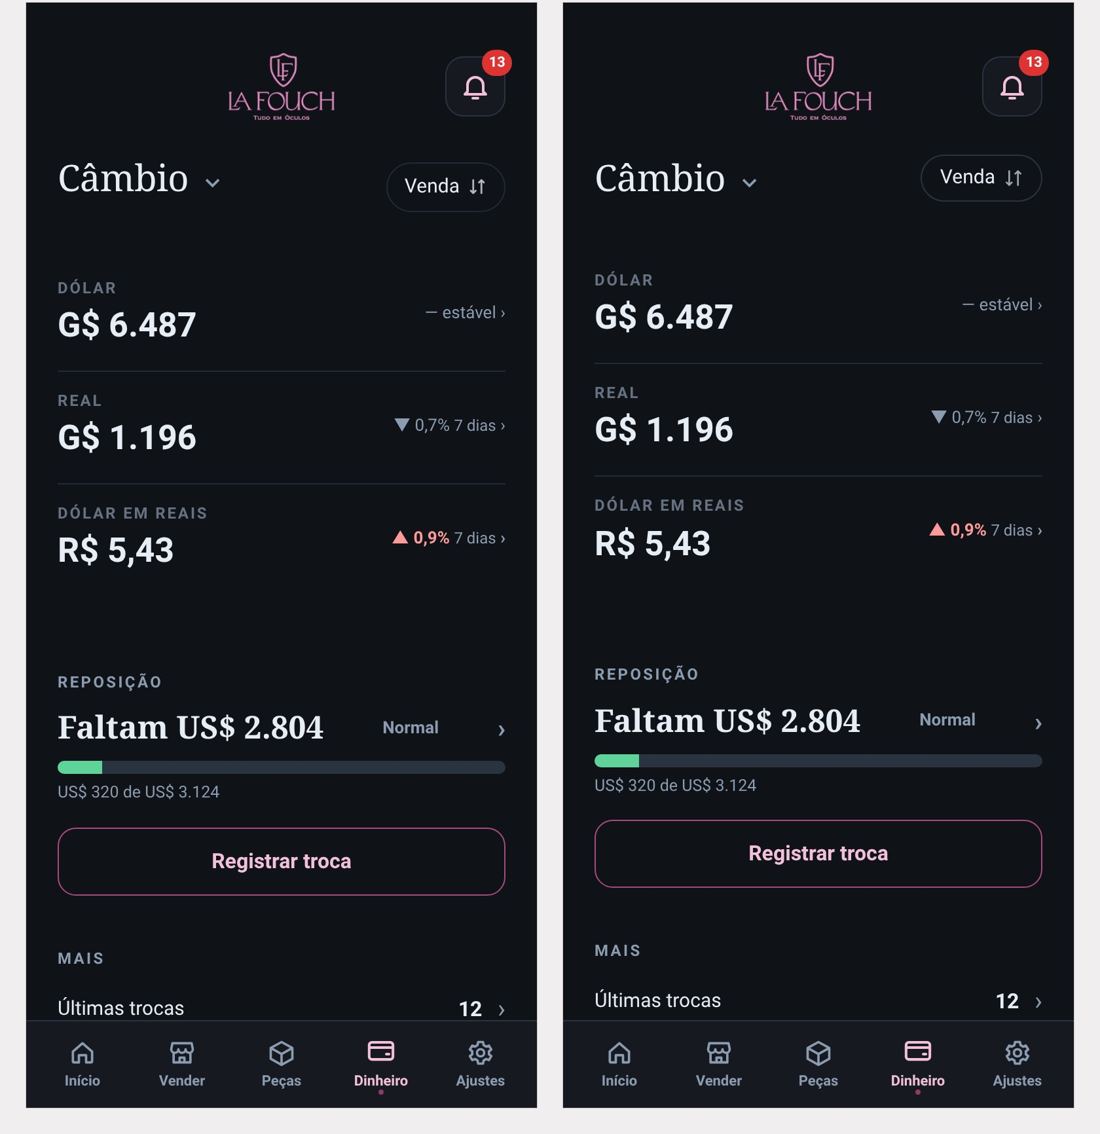 LF
LA FOUCH
TUDO EM ÓCULOS
13
Câmbio
Venda
DÓLAR
G$ 6.487
— estável ›
REAL
G$ 1.196
▼ 0,7% 7 dias ›
DÓLAR EM REAIS
R$ 5,43
▲ 0,9% 7 dias ›
REPOSIÇÃO
Faltam US$ 2.804
Normal ›
US$ 320 de US$ 3.124
Registrar troca
MAIS
Últimas trocas
12 ›
Início
Vender
Peças
Dinheiro
Ajustes
LF
LA FOUCH
TUDO EM ÓCULOS
13
Câmbio
Venda
DÓLAR
G$ 6.487
— estável ›
REAL
G$ 1.196
▼ 0,7% 7 dias ›
DÓLAR EM REAIS
R$ 5,43
▲ 0,9% 7 dias ›
REPOSIÇÃO
Faltam US$ 2.804
Normal ›
US$ 320 de US$ 3.124
Registrar troca
MAIS
Últimas trocas
12 ›
Início
Vender
Peças
Dinheiro
Ajustes